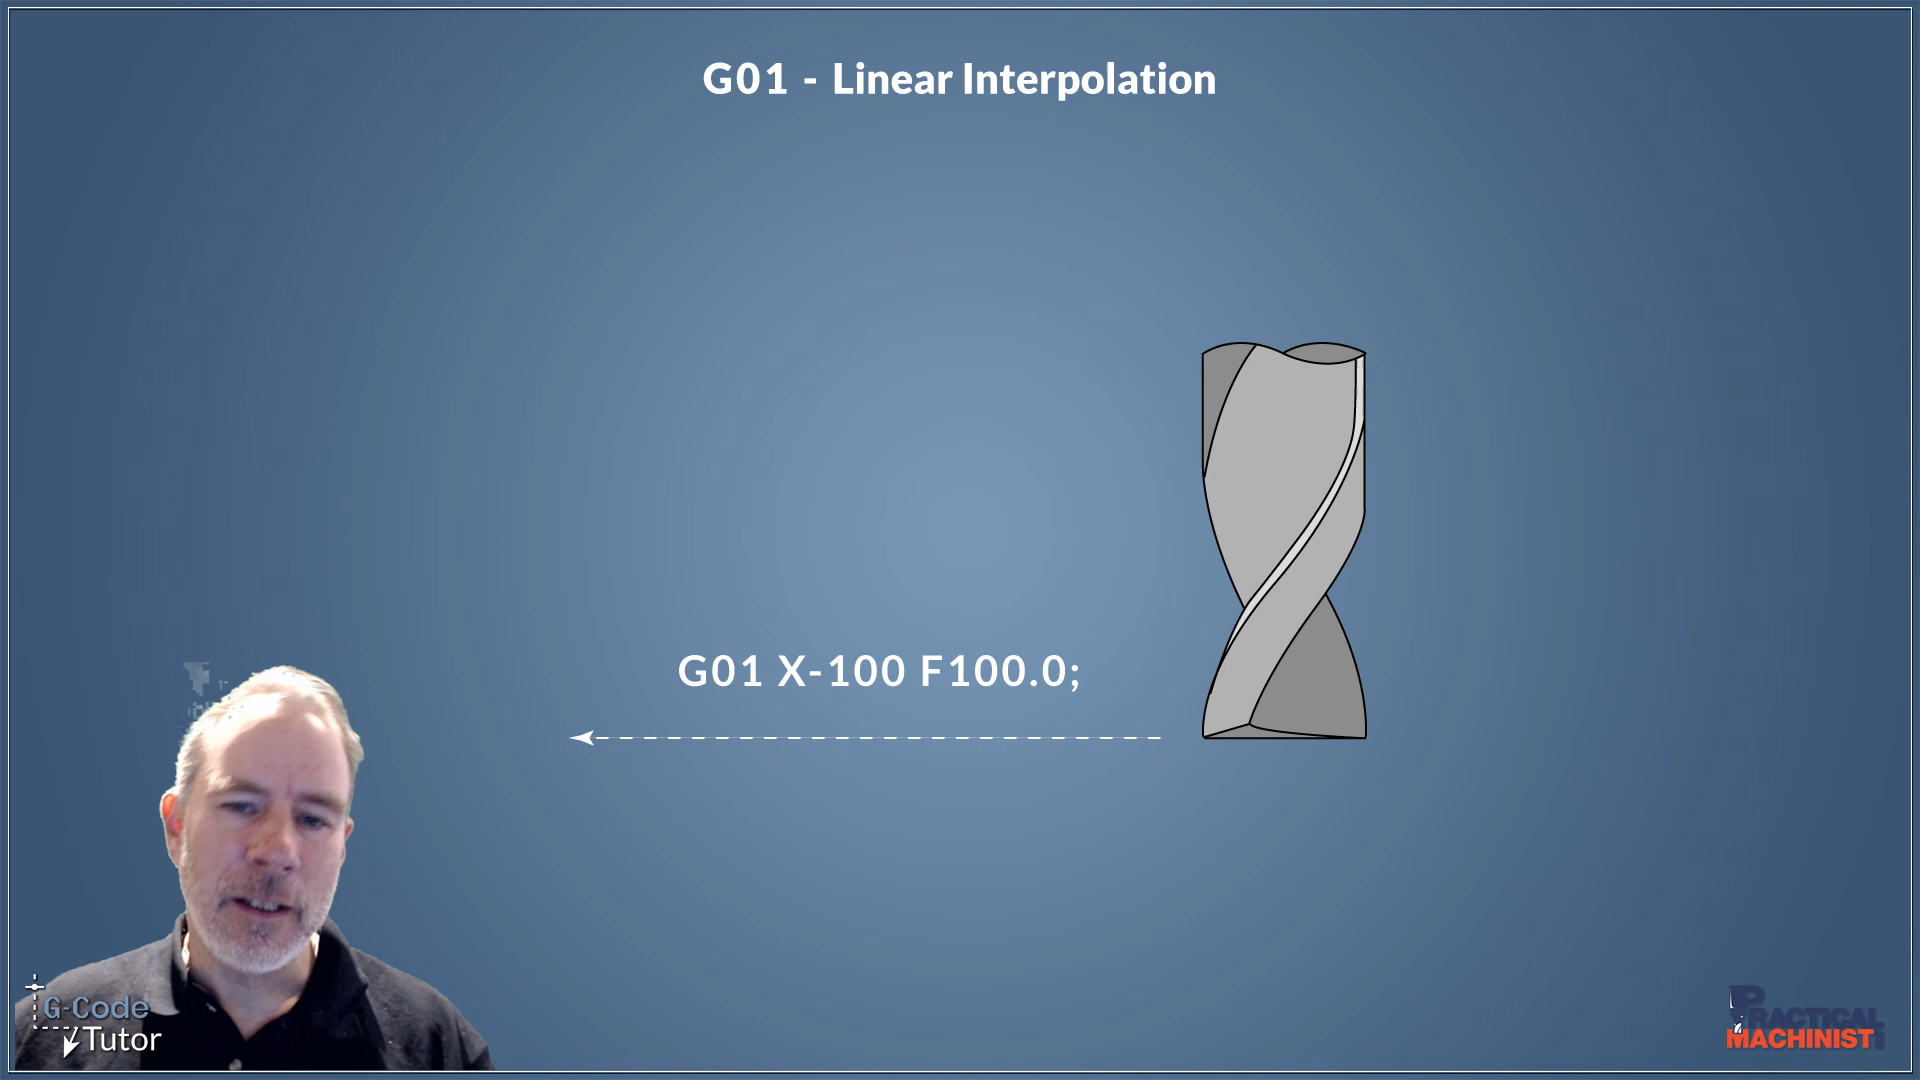 G01 - Linear Interpolation
G01 X-100 F100.0;
G-Code
Tutor
PRACTICAL
MACHINIST